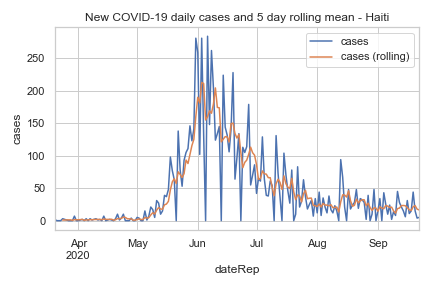 New COVID-19 daily cases and 5 day rolling mean - Haiti
cases
cases (rolling)
cases
250
200
150
100
50
0
Apr
2020
May
Jun
Jul
Aug
Sep
dateRep